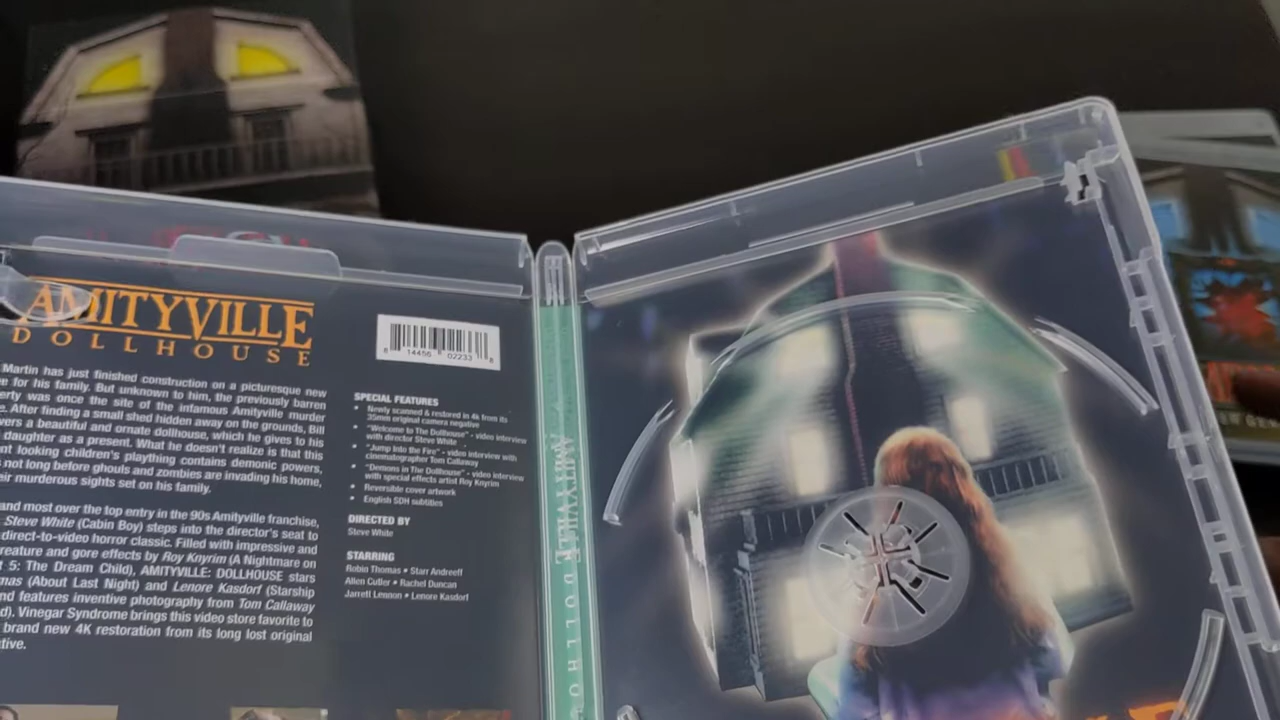 AMITYVILLE
DOLLHOUSE
8 14456 02233 8
Martin has just finished construction on a picturesque new
for his family. But unknown to him, the previously barren
was once the site of the infamous Amityville murder
After finding a small shed hidden away on the grounds, Bill
a beautiful and ornate dollhouse, which he gives to his
daughter as a present. What he doesn't realize is that this
looking children's plaything contains demonic powers,
not long before ghouls and zombies are invading his home,
murderous sights set on his family.
and most over the top entry in the 90s Amityville franchise,
Steve White (Cabin Boy) steps into the director's seat to
direct-to-video horror classic. Filled with impressive and
creature and gore effects by Roy Knyrim (A Nightmare on
5: The Dream Child), AMITYVILLE: DOLLHOUSE stars
(About Last Night) and Lenore Kasdorf (Starship
and features inventive photography from Tom Callaway
Vinegar Syndrome brings this video store favorite to
brand new 4K restoration from its long lost original
SPECIAL FEATURES
• Newly scanned & restored in 4k from its
35mm original camera negative
• "Welcome to The Dollhouse" - video interview
with director Steve White
• "Jump Into the Fire" - video interview with
cinematographer Tom Callaway
• "Demons in The Dollhouse" - video interview
with special effects artist Roy Knyrim
• Reversible cover artwork
• English SDH subtitles
DIRECTED BY
Steve White
STARRING
Robin Thomas • Starr Andreeff
Allen Cutler • Rachel Duncan
Jarrett Lennon • Lenore Kasdorf
AMITYVILLE DOLLHO